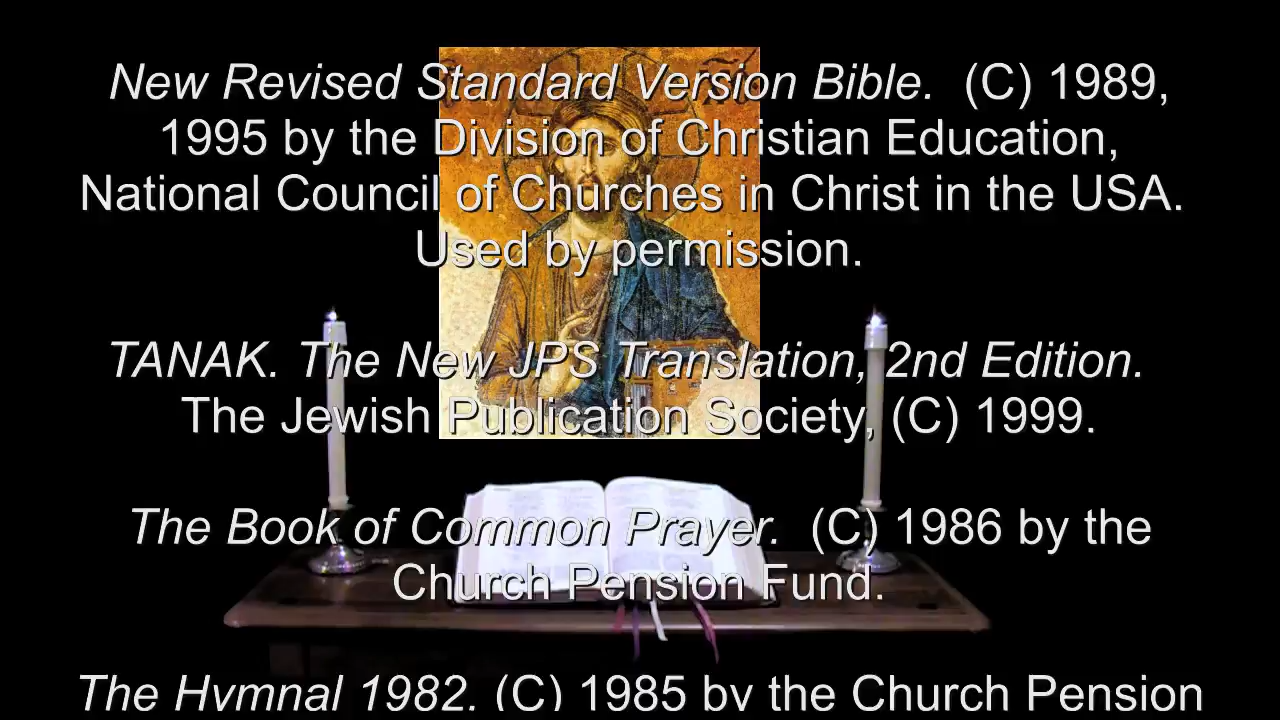 New Revised Standard Version Bible. (C) 1989,
1995 by the Division of Christian Education,
National Council of Churches in Christ in the USA.
Used by permission.
TANAK. The New JPS Translation, 2nd Edition.
The Jewish Publication Society, (C) 1999.
The Book of Common Prayer. (C) 1986 by the
Church Pension Fund.
The Hymnal 1982. (C) 1985 by the Church Pension